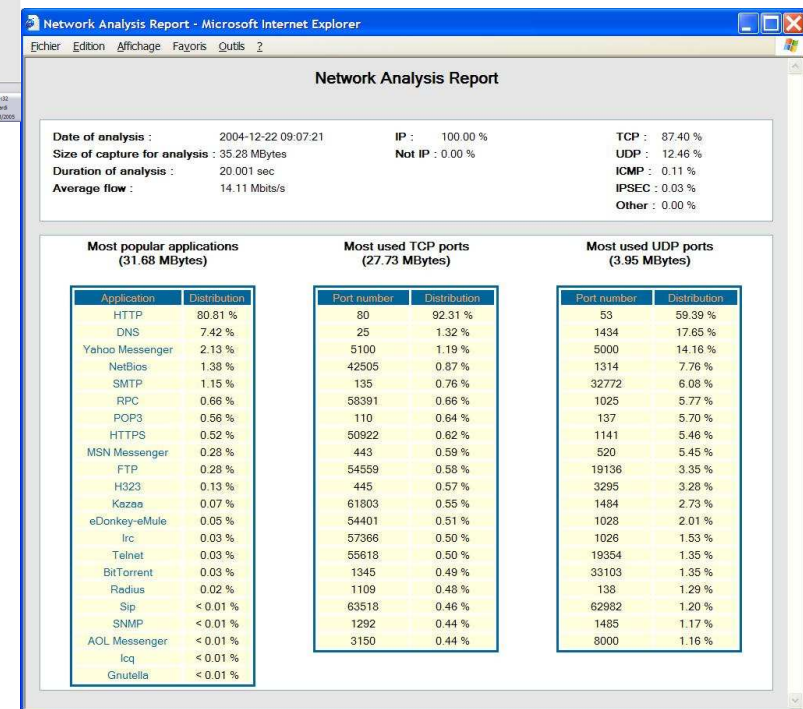 Network Analysis Report - Microsoft Internet Explorer
Fichier Edition Affichage Favoris Outils ?
Network Analysis Report
Date of analysis : 2004-12-22 09:07:21 IP : 100.00 % TCP : 87.40 %
Size of capture for analysis : 35.28 MBytes Not IP : 0.00 % UDP : 12.46 %
Duration of analysis : 20.001 sec ICMP : 0.11 %
Average flow : 14.11 Mbits/s IPSEC : 0.03 %
Other : 0.00 %
Most popular applications
(31.68 MBytes)
Application Distribution
HTTP 80.81 %
DNS 7.42 %
Yahoo Messenger 2.13 %
NetBios 1.38 %
SMTP 1.15 %
RPC 0.66 %
POP3 0.56 %
HTTPS 0.52 %
MSN Messenger 0.28 %
FTP 0.28 %
H323 0.13 %
Kazaa 0.07 %
eDonkey-eMule 0.05 %
Irc 0.03 %
Telnet 0.03 %
BitTorrent 0.03 %
Radius 0.02 %
Sip < 0.01 %
SNMP < 0.01 %
AOL Messenger < 0.01 %
Icq < 0.01 %
Gnutella < 0.01 %
Most used TCP ports
(27.73 MBytes)
Port number Distribution
80 92.31 %
25 1.32 %
5100 1.19 %
42505 0.87 %
135 0.76 %
58391 0.66 %
110 0.64 %
50922 0.62 %
443 0.59 %
54559 0.58 %
445 0.57 %
61803 0.55 %
54401 0.51 %
57366 0.50 %
55618 0.50 %
1345 0.49 %
1109 0.48 %
63518 0.46 %
1292 0.44 %
3150 0.44 %
Most used UDP ports
(3.95 MBytes)
Port number Distribution
53 59.39 %
1434 17.65 %
5000 14.16 %
1314 7.76 %
32772 6.08 %
1025 5.77 %
137 5.70 %
1141 5.46 %
520 5.45 %
19136 3.35 %
3295 3.28 %
1484 2.73 %
1028 2.01 %
1026 1.53 %
19354 1.35 %
33103 1.35 %
138 1.29 %
62982 1.20 %
1485 1.17 %
8000 1.16 %